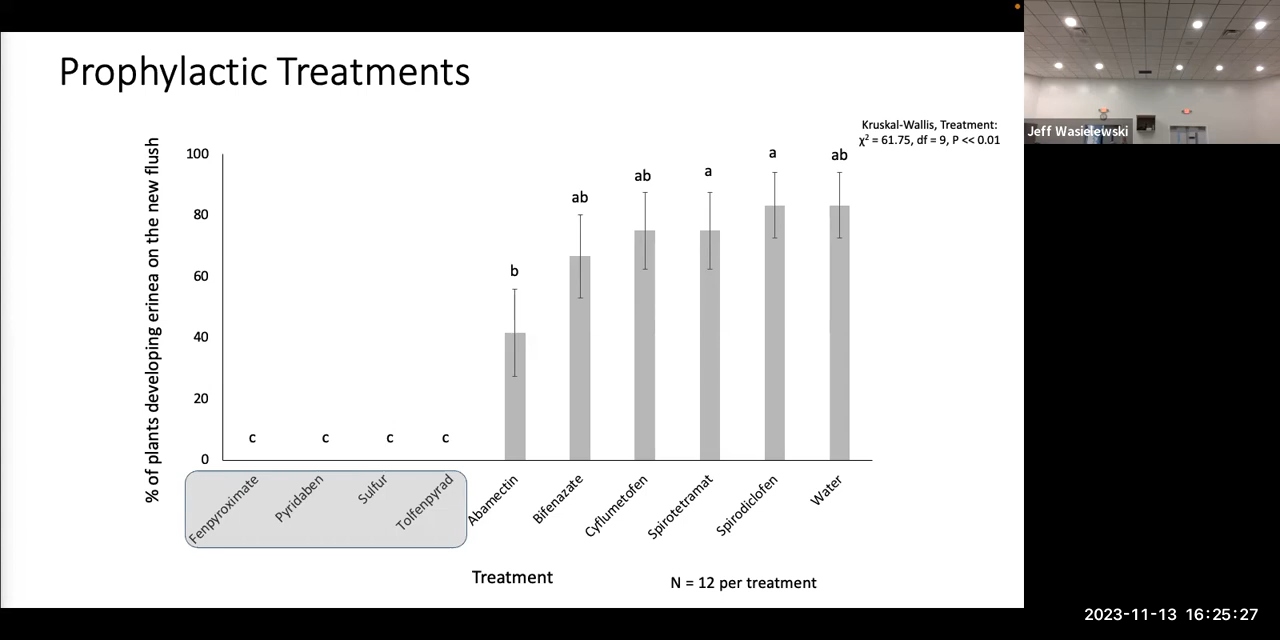 Prophylactic Treatments
Jeff Wasielewski
Kruskal-Wallis, Treatment:
χ² = 61.75, df = 9, P << 0.01
% of plants developing erinea on the new flush
100
80
60
40
20
0
c
c
c
c
b
ab
ab
a
a
ab
Fenpyroximate
Pyridaben
Sulfur
Tolfenpyrad
Abamectin
Bifenazate
Cyflumetofen
Spirotetramat
Spirodiclofen
Water
Treatment
N = 12 per treatment
2023-11-13 16:25:27